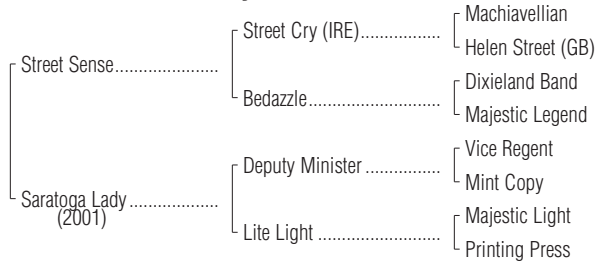 Machiavellian
Street Cry (IRE)..................
Helen Street (GB)
Street Sense.......................
Dixieland Band
Bedazzle..............................
Majestic Legend
Vice Regent
Deputy Minister .................
Mint Copy
Saratoga Lady ....................
(2001)
Majestic Light
Lite Light ............................
Printing Press